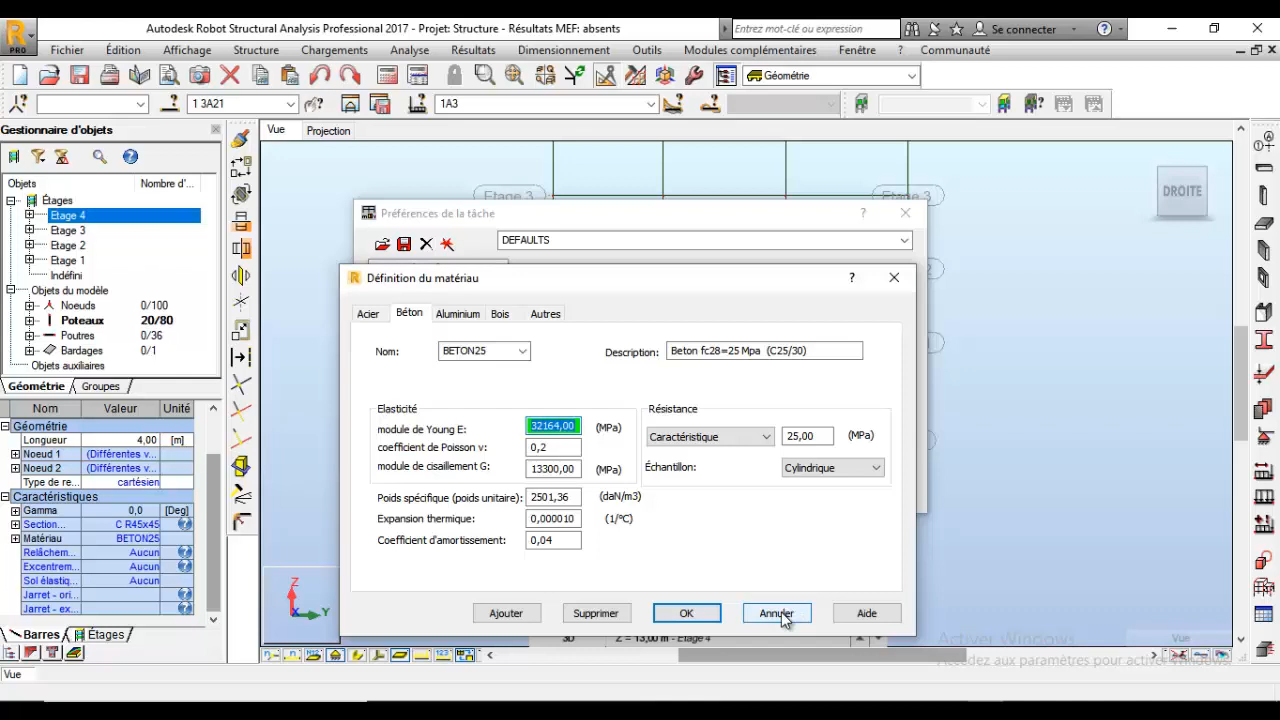 Autodesk Robot Structural Analysis Professional 2017 - Projet: Structure - Résultats MEF: absents
Entrez mot-clé ou expression
Se connecter
PRO
Fichier Édition Affichage Structure Chargements Analyse Résultats Dimensionnement Outils Modules complémentaires Fenêtre ? Communauté
Géométrie
1 3A21
1A3
Gestionnaire d'objets
Vue Projection
Objets Nombre d'...
Étages
Etage 4
Etage 3
Etage 2
Etage 1
Indéfini
Objets du modèle
Noeuds 0/100
Poteaux 20/80
Poutres 0/36
Bardages 0/1
Objets auxiliaires
Géométrie Groupes
Nom Valeur Unité
Géométrie
Longueur 4,00 [m]
Noeud 1 (Différentes v...
Noeud 2 (Différentes v...
Type de re... cartésien
Caractéristiques
Gamma 0,0 [Deg]
Section... C R45x45
Matériau BETON25
Relâchem... Aucun
Excentrem... Aucun
Sol élastiq... Aucun
Jarret - ori...
Jarret - ex...
Barres Étages
Vue
Etage 3
Etage 3
DROITE
Préférences de la tâche
DEFAULTS
Définition du matériau
Acier Béton Aluminium Bois Autres
Nom: BETON25
Description: Beton fc28=25 Mpa (C25/30)
Elasticité
module de Young E: 32164,00 (MPa)
coefficient de Poisson ν: 0,2
module de cisaillement G: 13300,00 (MPa)
Résistance
Caractéristique 25,00 (MPa)
Échantillon: Cylindrique
Poids spécifique (poids unitaire): 2501,36 (daN/m3)
Expansion thermique: 0,000010 (1/°C)
Coefficient d'amortissement: 0,04
Ajouter Supprimer OK Annuler Aide
Z
X Y
3D Z = 13,00 m - Etage 4
Vue
Activer Windows
Accédez aux paramètres pour activer Windows.